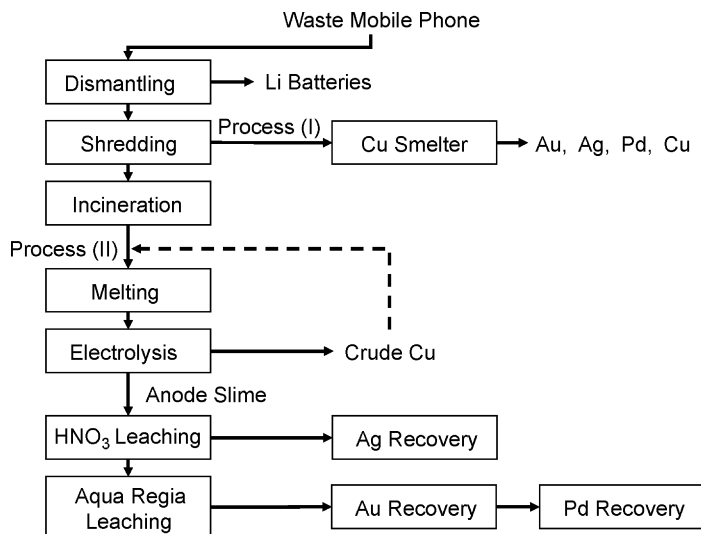 Waste Mobile Phone
Dismantling
Li Batteries
Shredding
Process (I)
Cu Smelter
Au, Ag, Pd, Cu
Incineration
Process (II)
Melting
Electrolysis
Crude Cu
Anode Slime
HNO₃ Leaching
Ag Recovery
Aqua Regia
Leaching
Au Recovery
Pd Recovery